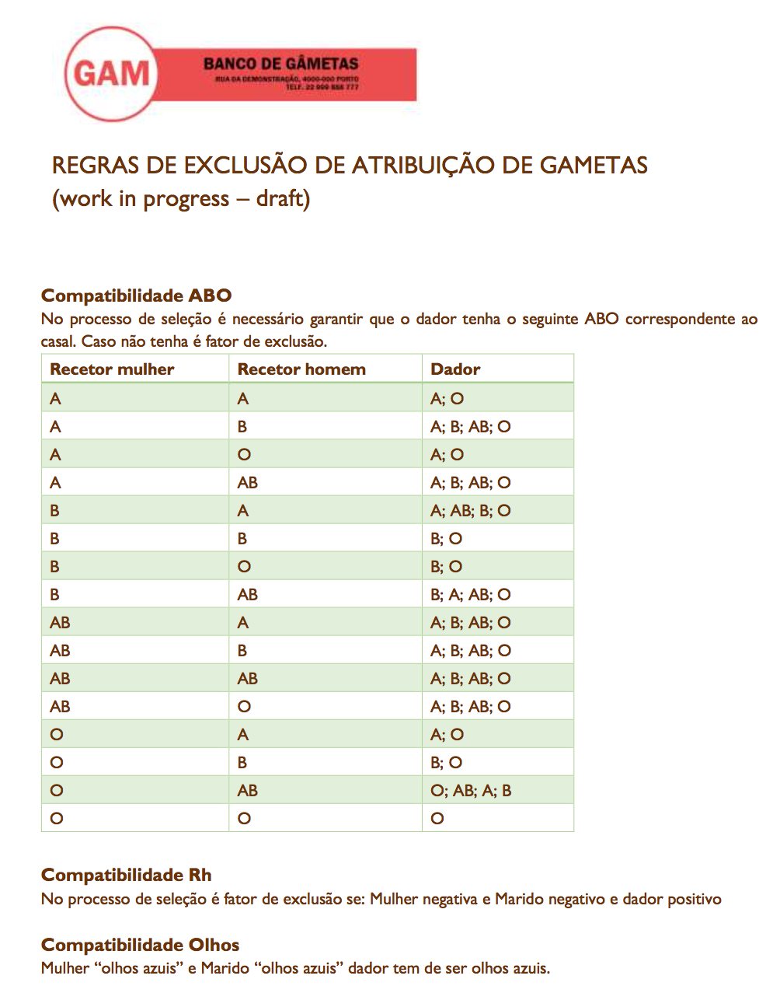 GAM
BANCO DE GÂMETAS
RUA DA DEMONSTRAÇÃO, 4000-000 PORTO
TELF. 22 999 888 777
REGRAS DE EXCLUSÃO DE ATRIBUIÇÃO DE GAMETAS
(work in progress – draft)
Compatibilidade ABO
No processo de seleção é necessário garantir que o dador tenha o seguinte ABO correspondente ao
casal. Caso não tenha é fator de exclusão.
Recetor mulher Recetor homem Dador
A A A; O
A B A; B; AB; O
A O A; O
A AB A; B; AB; O
B A A; AB; B; O
B B B; O
B O B; O
B AB B; A; AB; O
AB A A; B; AB; O
AB B A; B; AB; O
AB AB A; B; AB; O
AB O A; B; AB; O
O A A; O
O B B; O
O AB O; AB; A; B
O O O
Compatibilidade Rh
No processo de seleção é fator de exclusão se: Mulher negativa e Marido negativo e dador positivo
Compatibilidade Olhos
Mulher “olhos azuis” e Marido “olhos azuis” dador tem de ser olhos azuis.